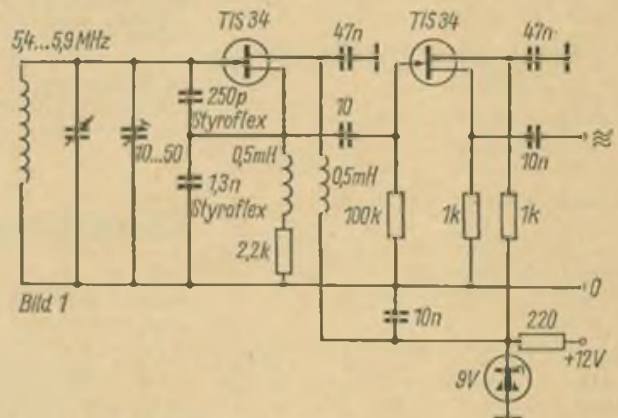 5,4...5,9 MHz
TIS 34
47n
TIS 34
47n
250p
Styroflex
10
10...50
10n
0,5mH
0,5mH
1,3n
Styroflex
100k
1k
1k
2,2k
Bild 1
0
10n
220
+12V
9V